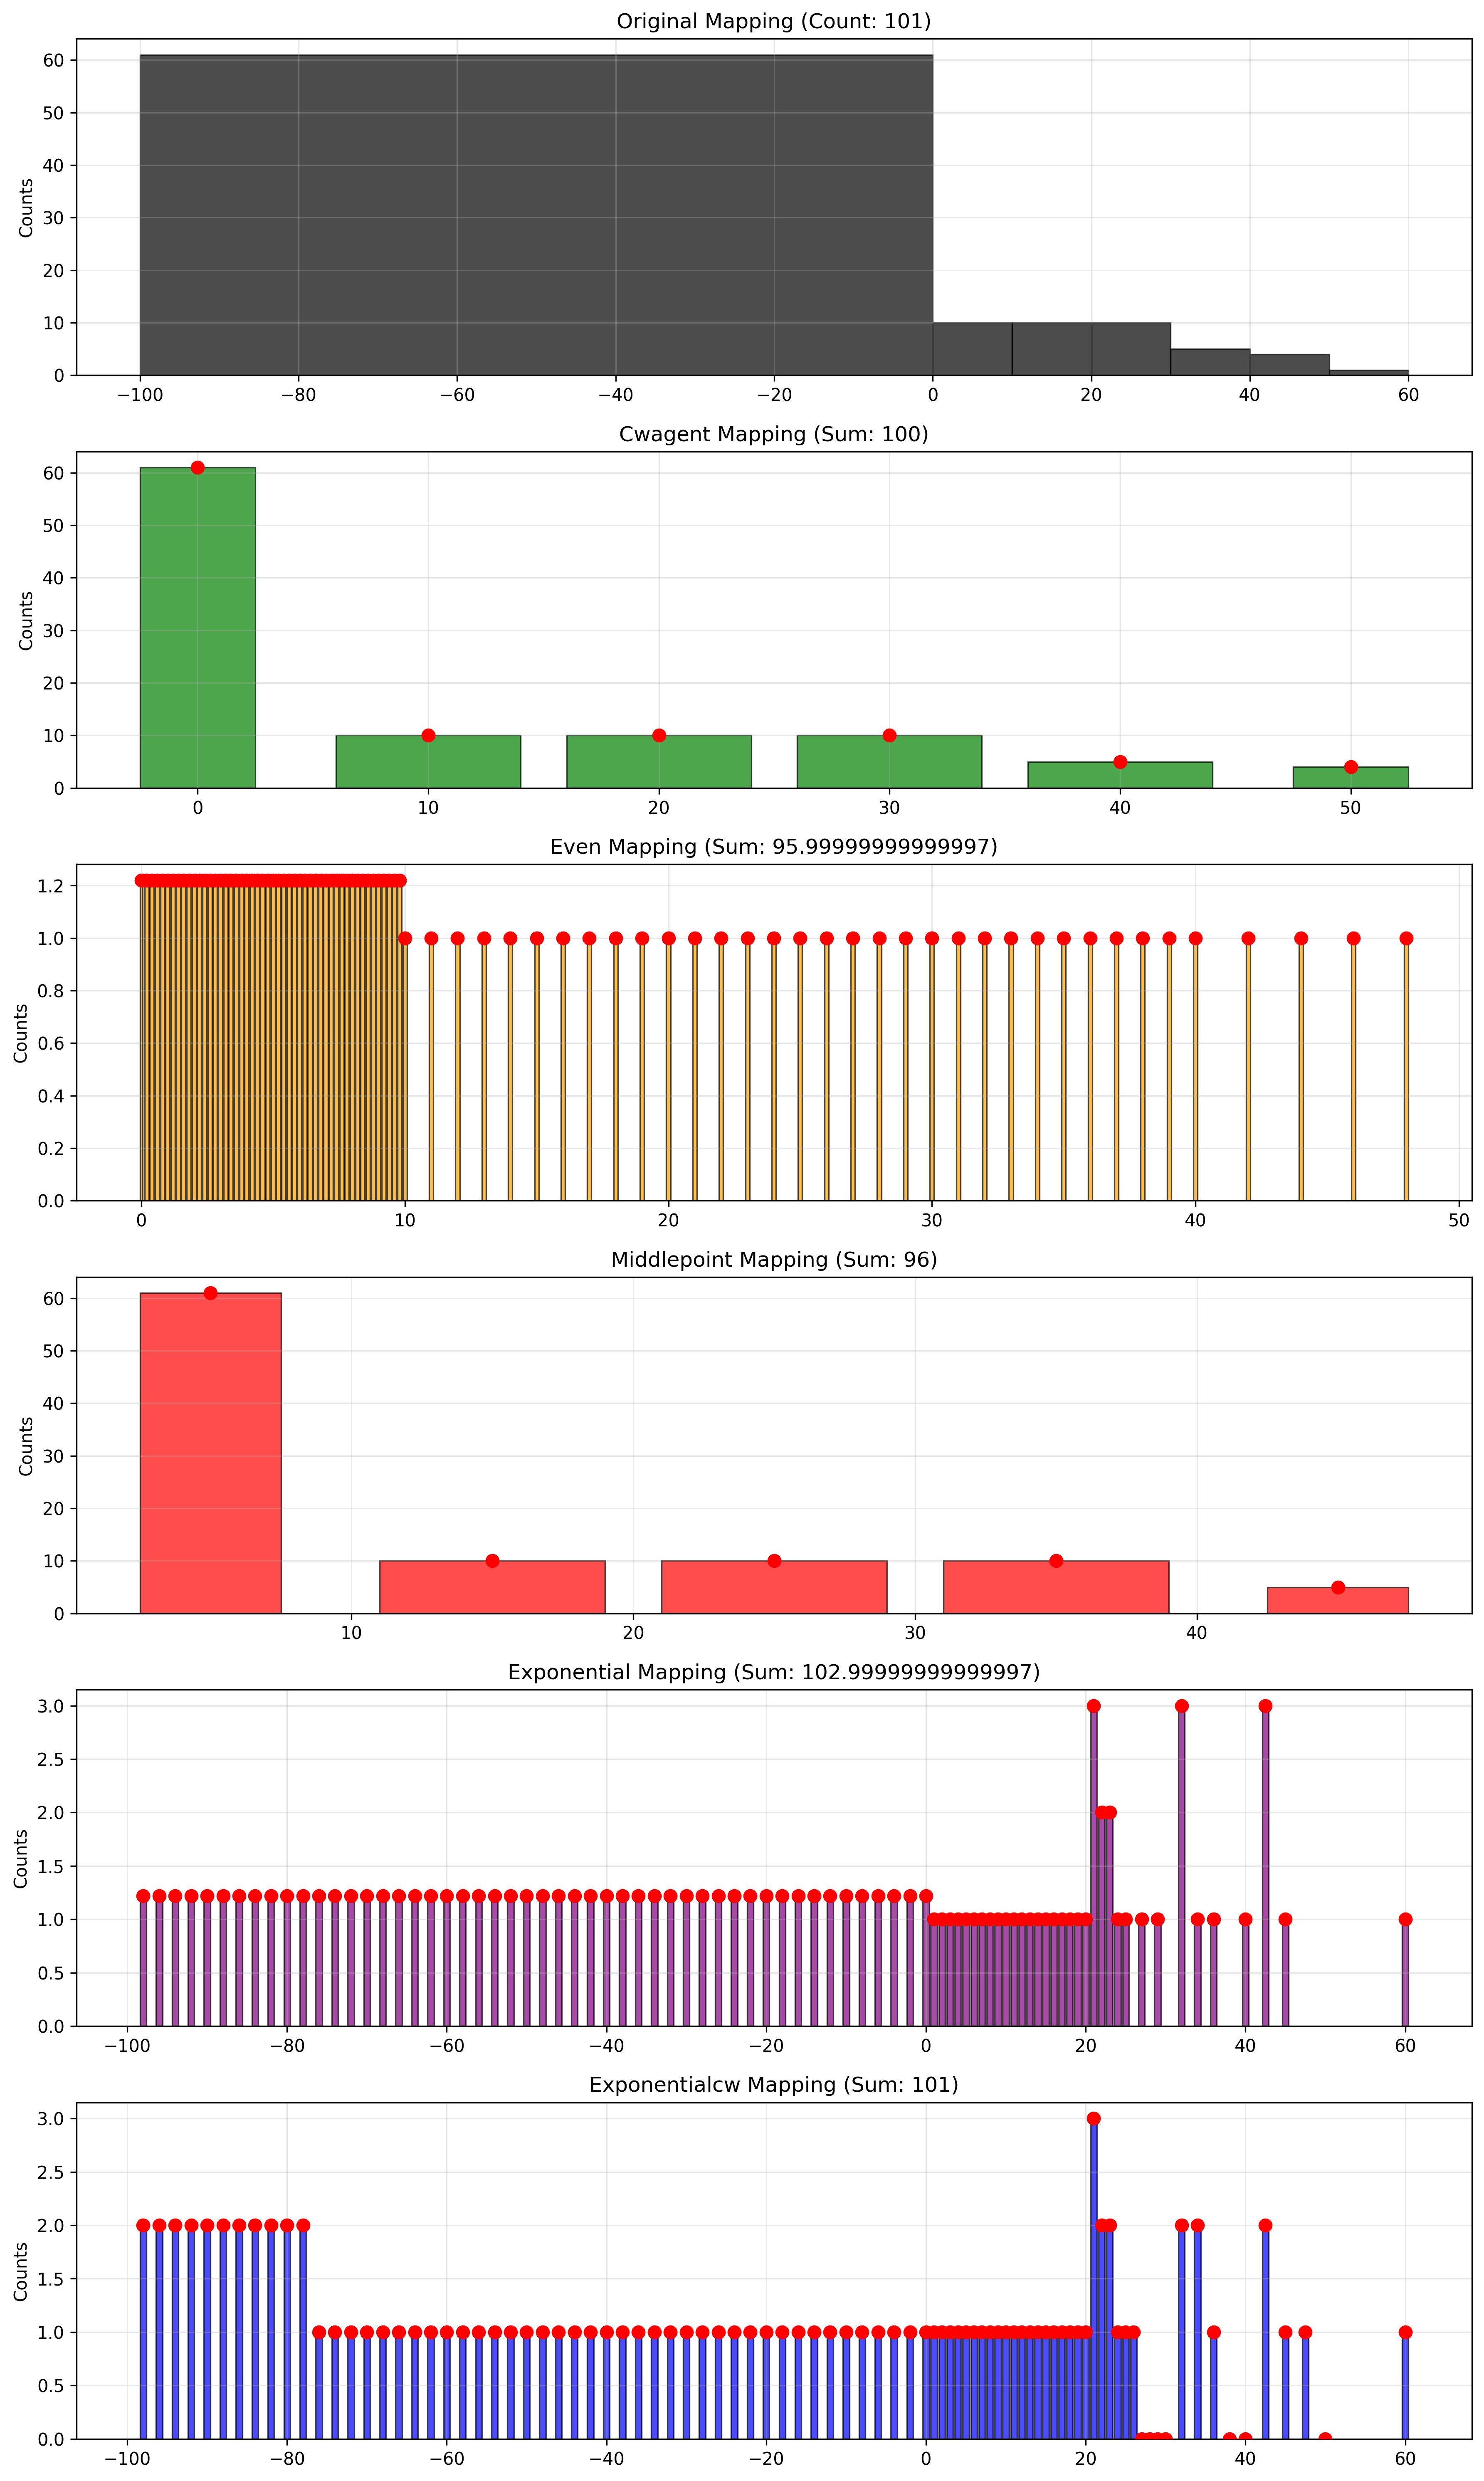 Original Mapping (Count: 101)
Counts
60
50
40
30
20
10
0
−100 −80 −60 −40 −20 0 20 40 60
Cwagent Mapping (Sum: 100)
Counts
60
50
40
30
20
10
0
0 10 20 30 40 50
Even Mapping (Sum: 95.99999999999997)
Counts
1.2
1.0
0.8
0.6
0.4
0.2
0.0
0 10 20 30 40 50
Middlepoint Mapping (Sum: 96)
Counts
60
50
40
30
20
10
0
10 20 30 40
Exponential Mapping (Sum: 102.99999999999997)
Counts
3.0
2.5
2.0
1.5
1.0
0.5
0.0
−100 −80 −60 −40 −20 0 20 40 60
Exponentialcw Mapping (Sum: 101)
Counts
3.0
2.5
2.0
1.5
1.0
0.5
0.0
−100 −80 −60 −40 −20 0 20 40 60